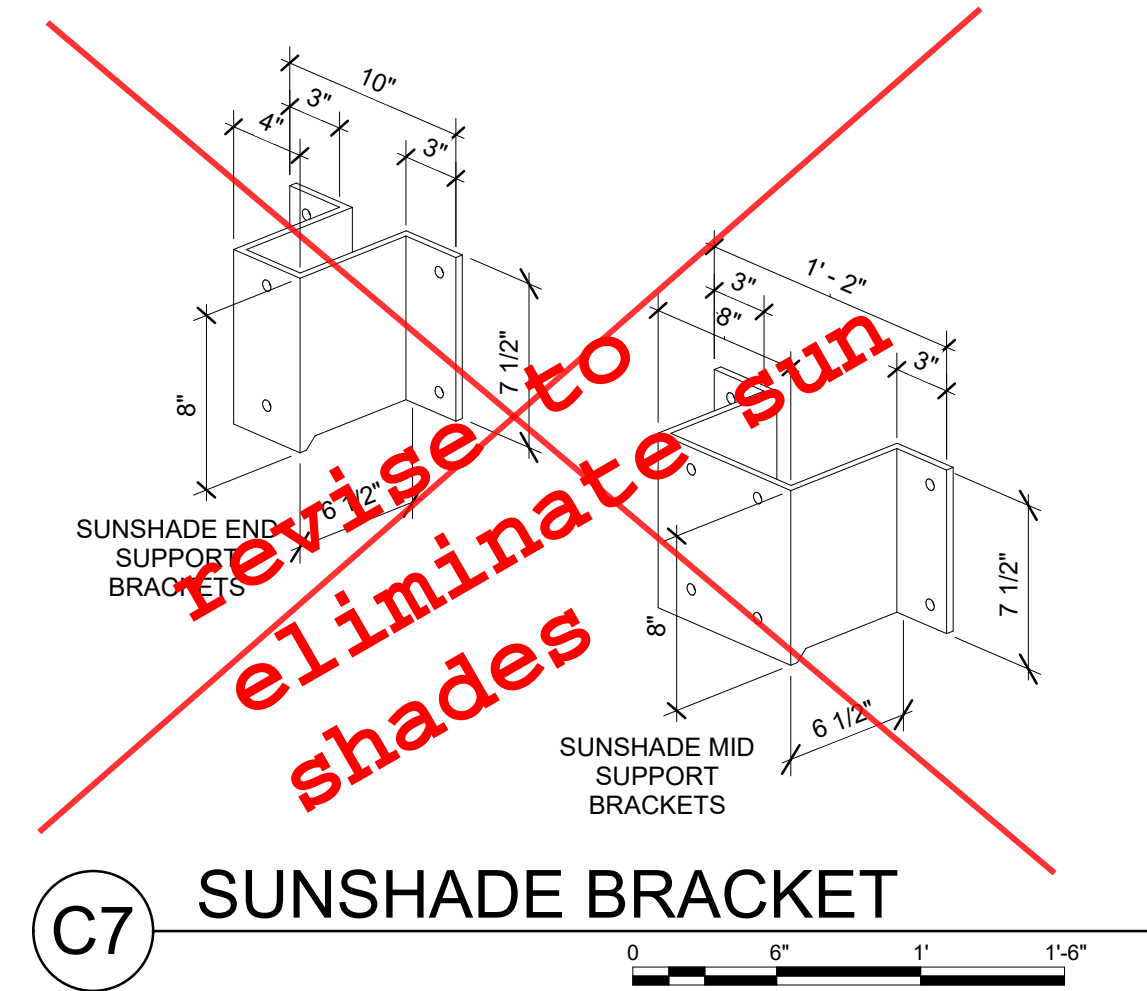 10"
3"
4"
3"
7 1/2"
8"
6 1/2"
SUNSHADE END
SUPPORT
BRACKETS
1' - 2"
3"
8"
3"
7 1/2"
8"
6 1/2"
SUNSHADE MID
SUPPORT
BRACKETS
revise to
eliminate sun
shades
C7
SUNSHADE BRACKET
0 6" 1' 1'-6"